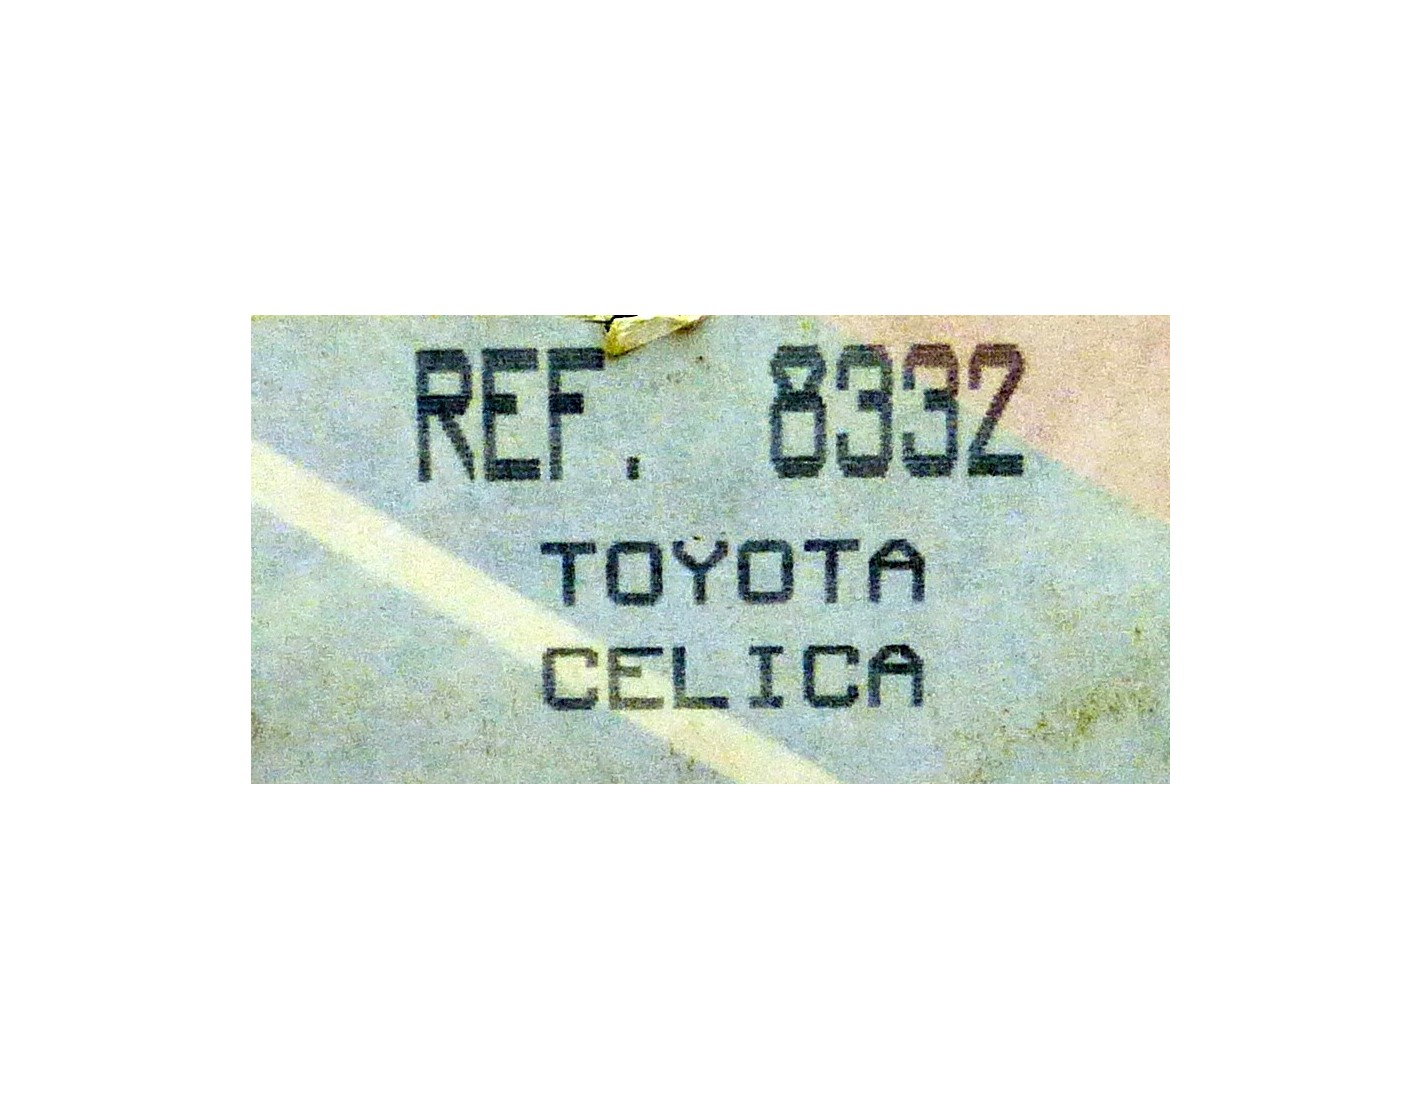 REF. 8332
TOYOTA
CELICA